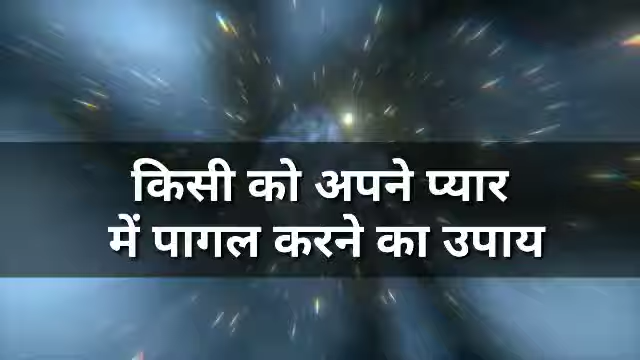 किसी को अपने प्यार
में पागल करने का उपाय